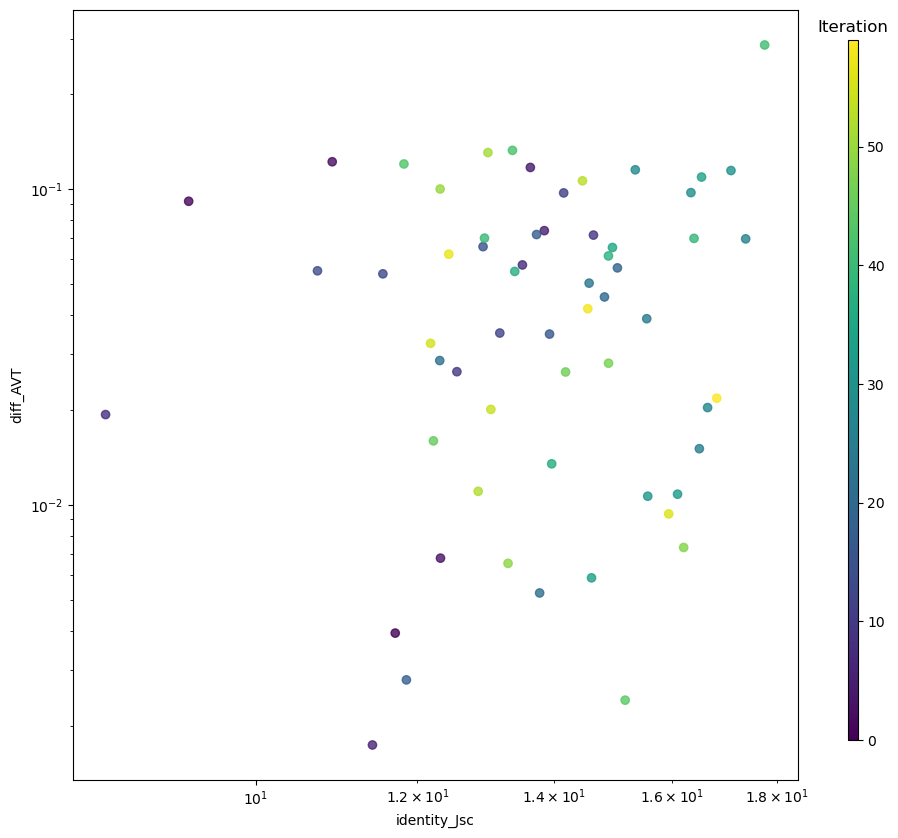 Iteration
50
40
30
20
10
0
diff_AVT
10⁻¹
10⁻²
10¹
1.2 × 10¹
1.4 × 10¹
1.6 × 10¹
1.8 × 10¹
identity_Jsc